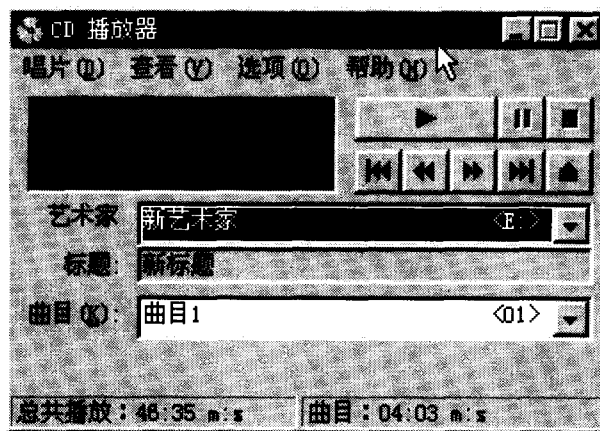 CD 播放器
唱片(D) 查看(V) 选项(O) 帮助(H)
艺术家 新艺术家 <E:>
标题: 新标题
曲目(K): 曲目1 <01>
总共播放：46:35 m:s 曲目：04:03 m:s